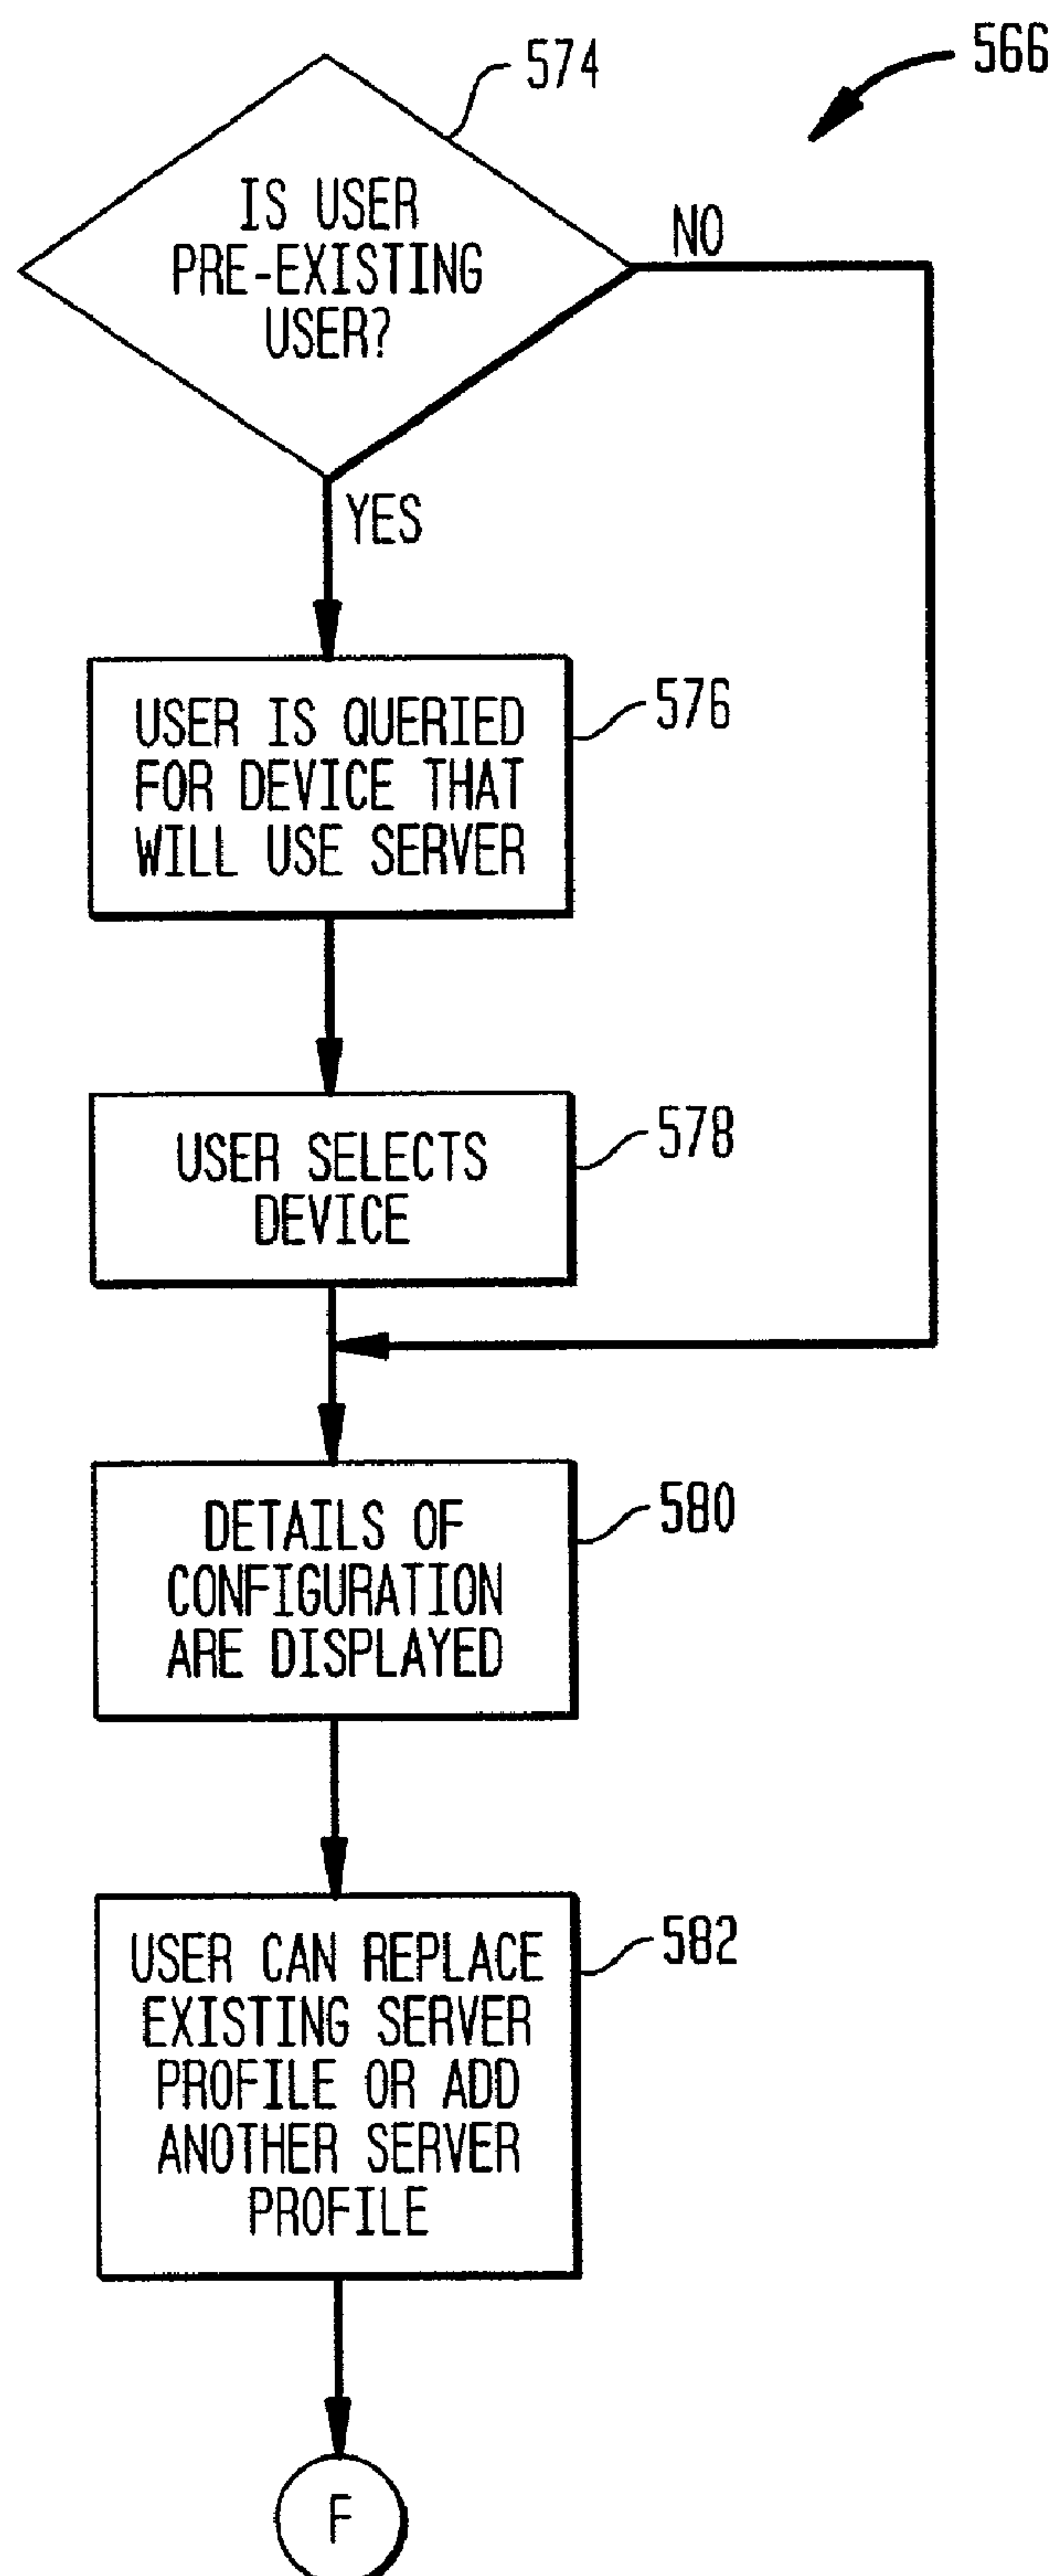 574
566
IS USER
PRE-EXISTING
USER?
NO
YES
USER IS QUERIED
FOR DEVICE THAT
WILL USE SERVER
576
USER SELECTS
DEVICE
578
DETAILS OF
CONFIGURATION
ARE DISPLAYED
580
USER CAN REPLACE
EXISTING SERVER
PROFILE OR ADD
ANOTHER SERVER
PROFILE
582
F